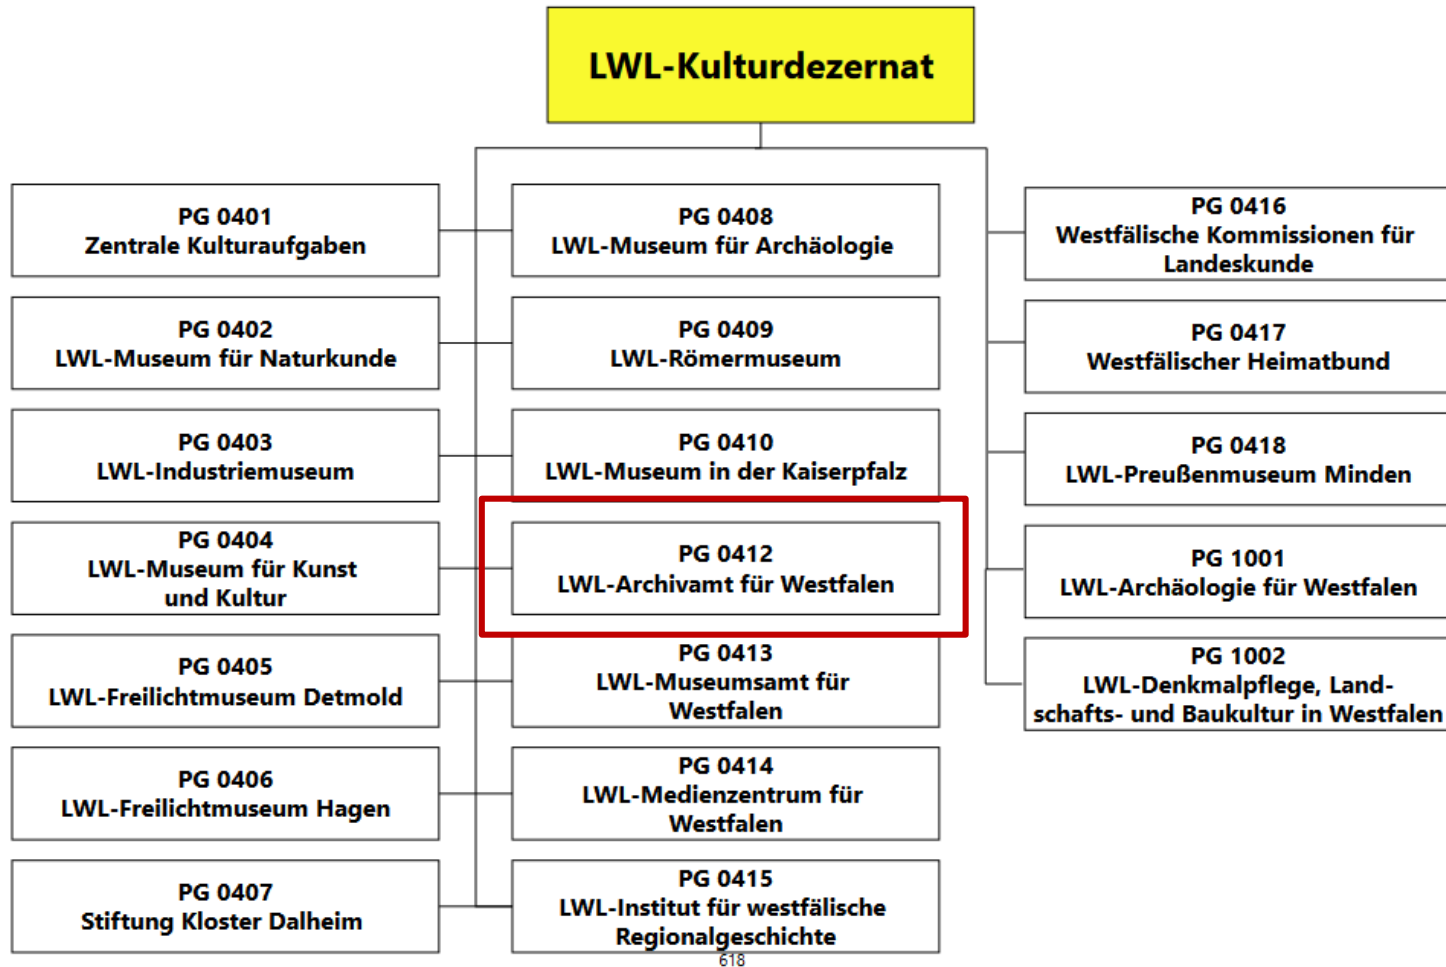 LWL-Kulturdezernat
PG 0401
Zentrale Kulturaufgaben
PG 0402
LWL-Museum für Naturkunde
PG 0403
LWL-Industriemuseum
PG 0404
LWL-Museum für Kunst
und Kultur
PG 0405
LWL-Freilichtmuseum Detmold
PG 0406
LWL-Freilichtmuseum Hagen
PG 0407
Stiftung Kloster Dalheim
PG 0408
LWL-Museum für Archäologie
PG 0409
LWL-Römermuseum
PG 0410
LWL-Museum in der Kaiserpfalz
PG 0412
LWL-Archivamt für Westfalen
PG 0413
LWL-Museumsamt für
Westfalen
PG 0414
LWL-Medienzentrum für
Westfalen
PG 0415
LWL-Institut für westfälische
Regionalgeschichte
PG 0416
Westfälische Kommissionen für
Landeskunde
PG 0417
Westfälischer Heimatbund
PG 0418
LWL-Preußenmuseum Minden
PG 1001
LWL-Archäologie für Westfalen
PG 1002
LWL-Denkmalpflege, Land-
schafts- und Baukultur in Westfalen
618